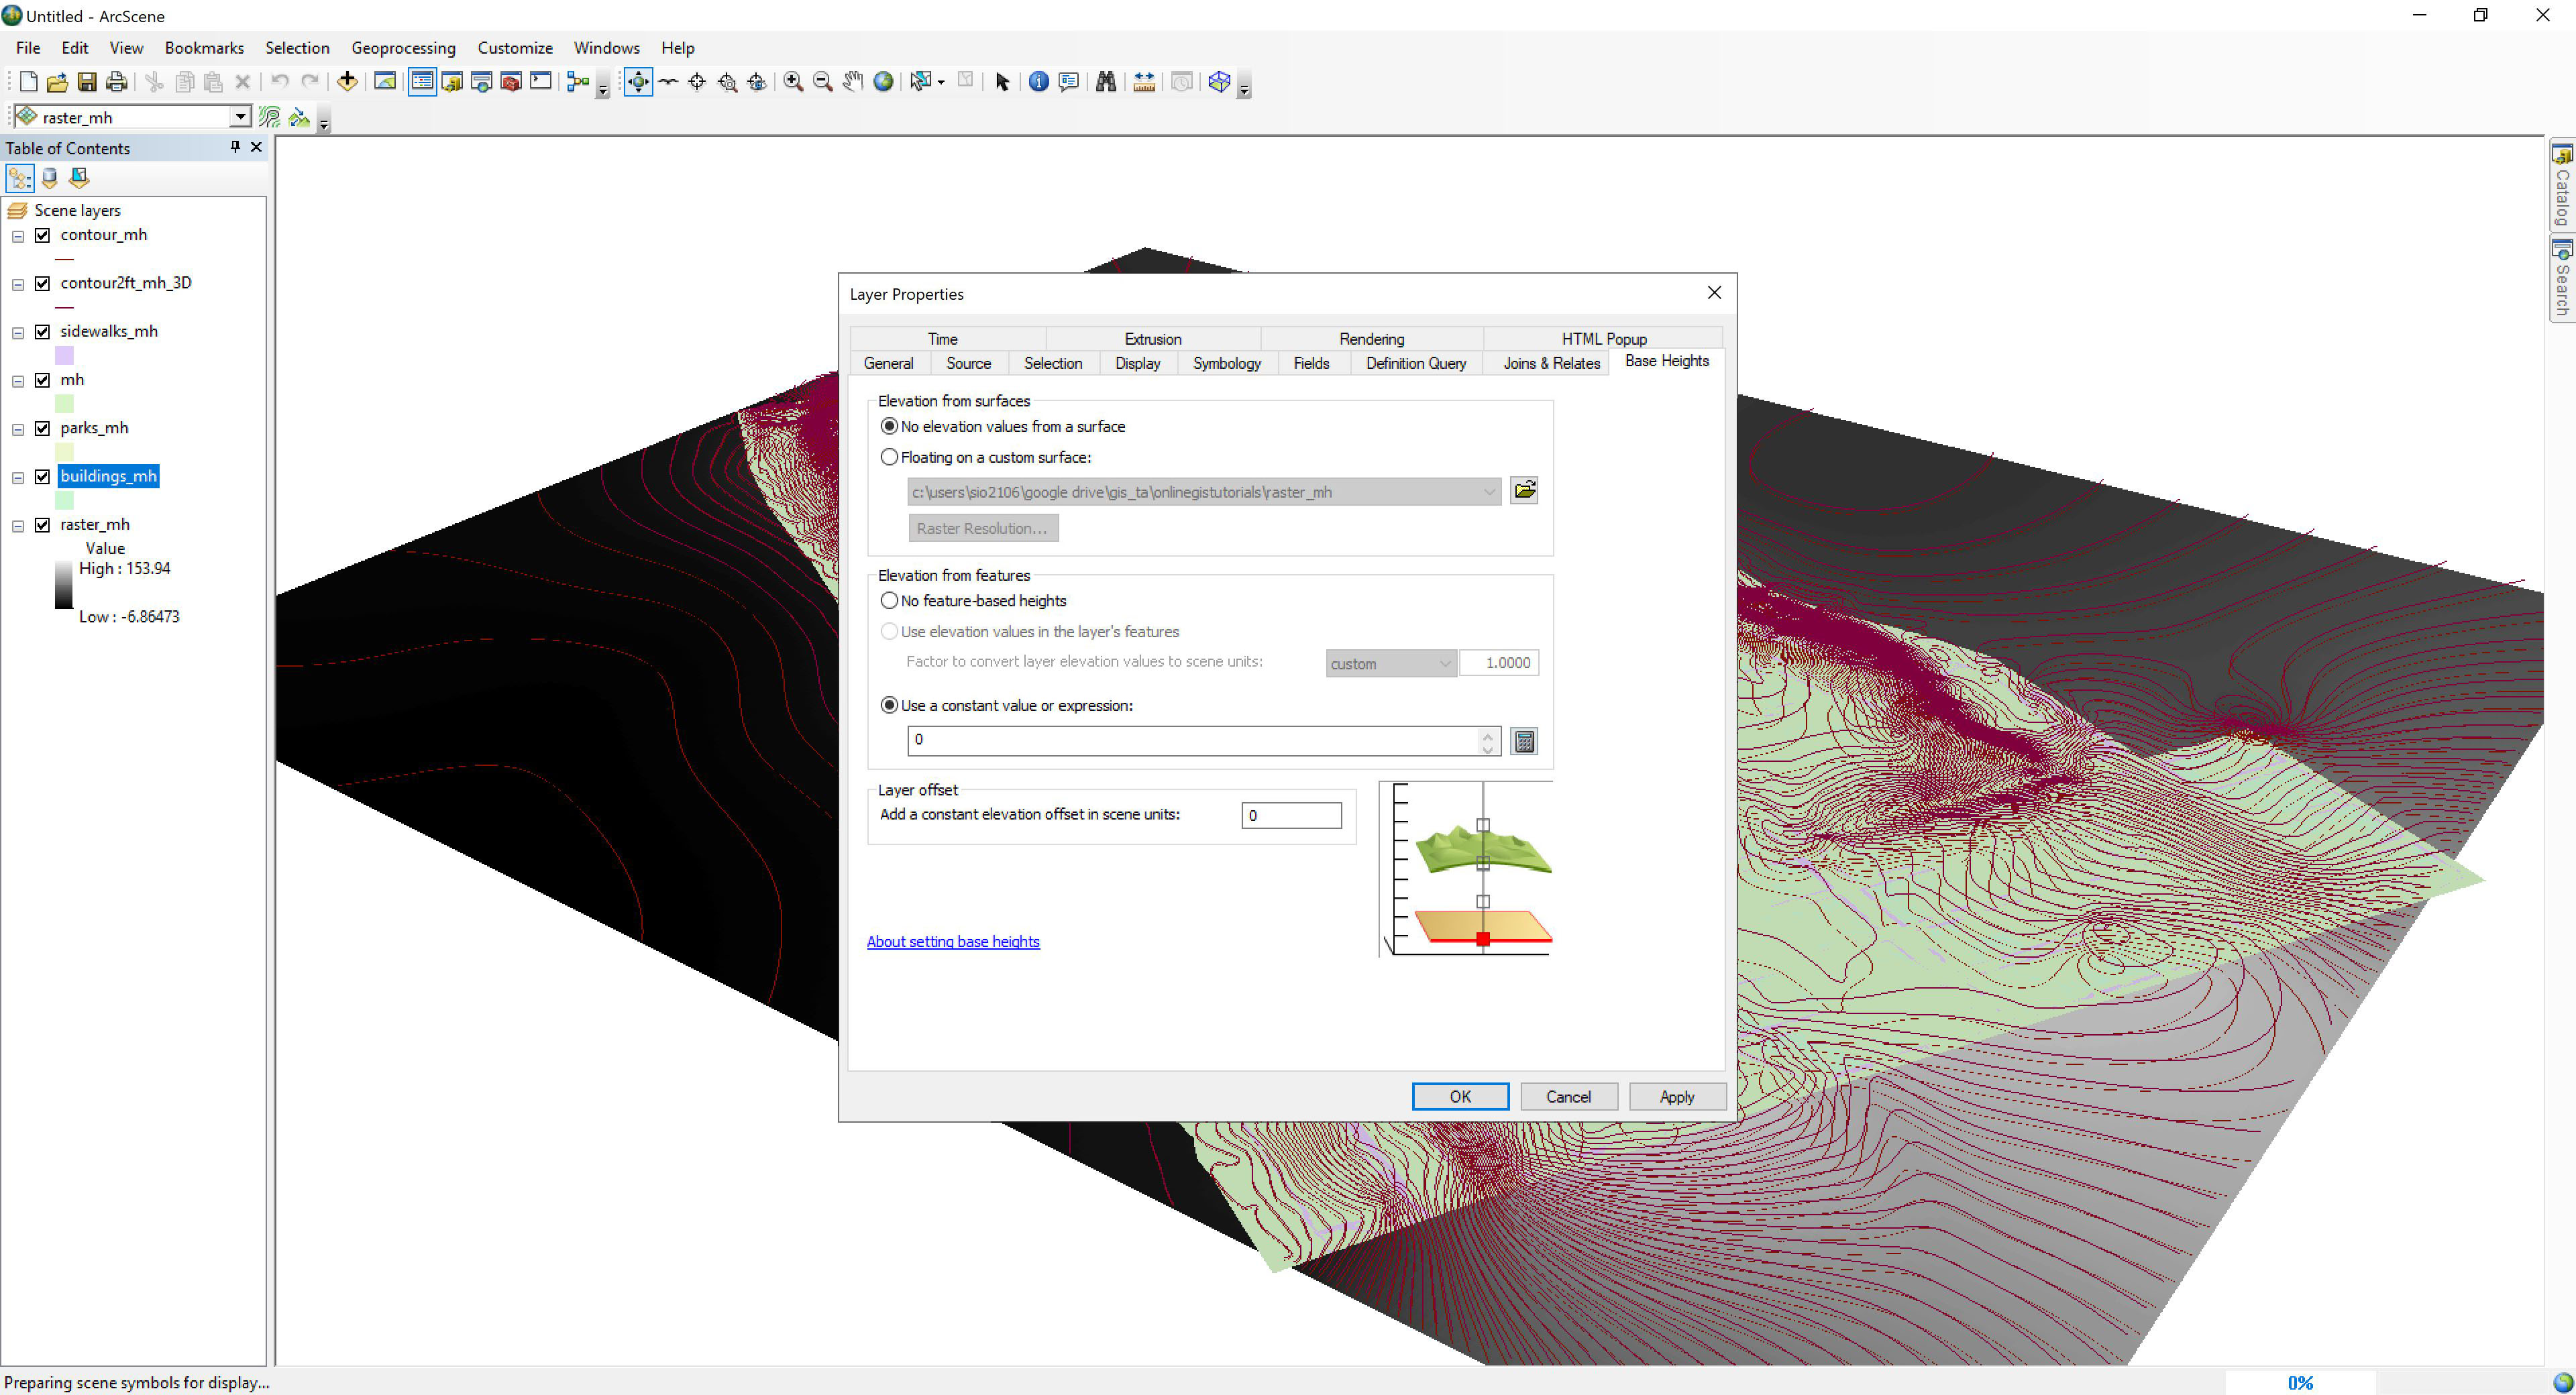 Untitled - ArcScene
File Edit View Bookmarks Selection Geoprocessing Customize Windows Help
raster_mh
Table of Contents
Scene layers
contour_mh
contour2ft_mh_3D
sidewalks_mh
mh
parks_mh
buildings_mh
raster_mh
Value
High : 153.94
Low : -6.86473
Layer Properties
Time Extrusion Rendering HTML Popup
General Source Selection Display Symbology Fields Definition Query Joins & Relates Base Heights
Elevation from surfaces
No elevation values from a surface
Floating on a custom surface:
c:\users\sio2106\google drive\gis_ta\onlinegistutorials\raster_mh
Raster Resolution...
Elevation from features
No feature-based heights
Use elevation values in the layer's features
Factor to convert layer elevation values to scene units: custom 1.0000
Use a constant value or expression:
0
Layer offset
Add a constant elevation offset in scene units: 0
About setting base heights
OK Cancel Apply
Catalog
Search
Preparing scene symbols for display...
0%